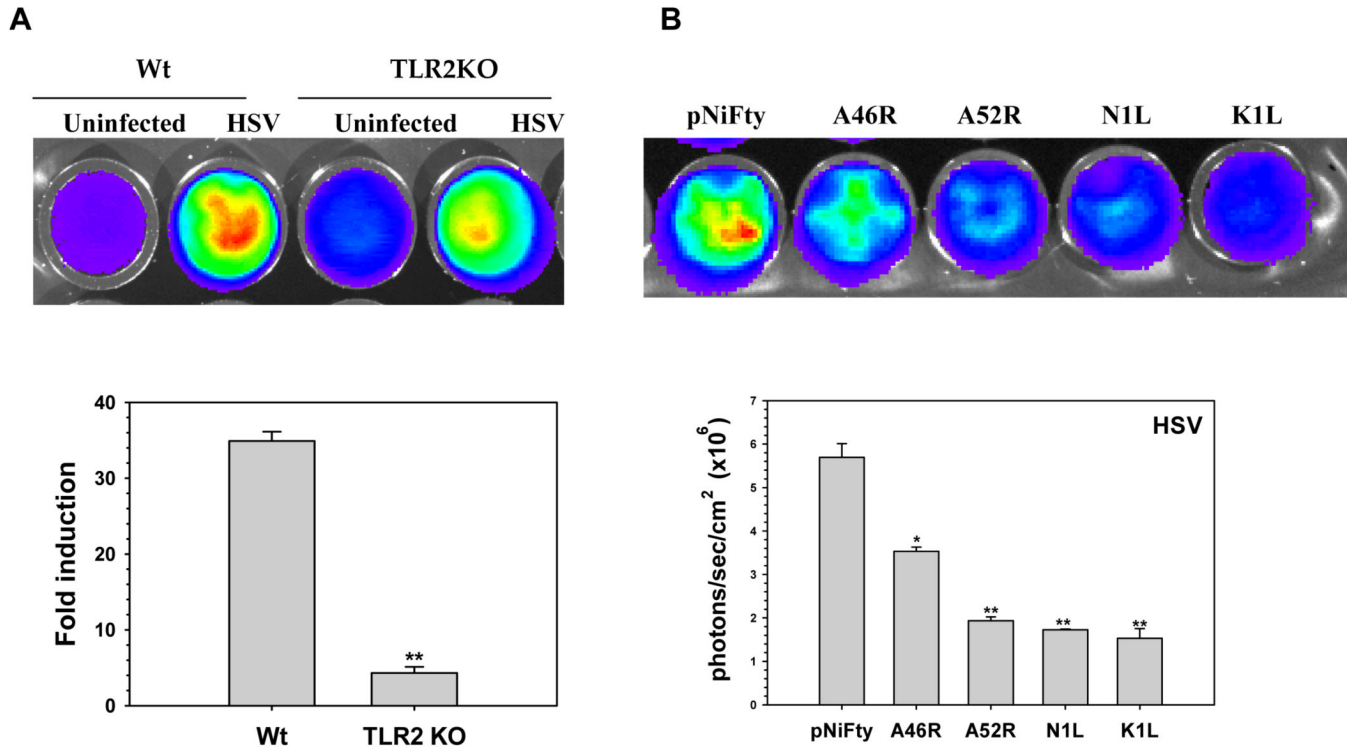 A
Wt TLR2KO
Uninfected HSV Uninfected HSV
40
30
20
10
0
Fold induction
**
Wt TLR2 KO
B
pNiFty A46R A52R N1L K1L
7
6
5
4
3
2
1
0
photons/sec/cm² (x10⁶)
HSV
*
** ** **
pNiFty A46R A52R N1L K1L